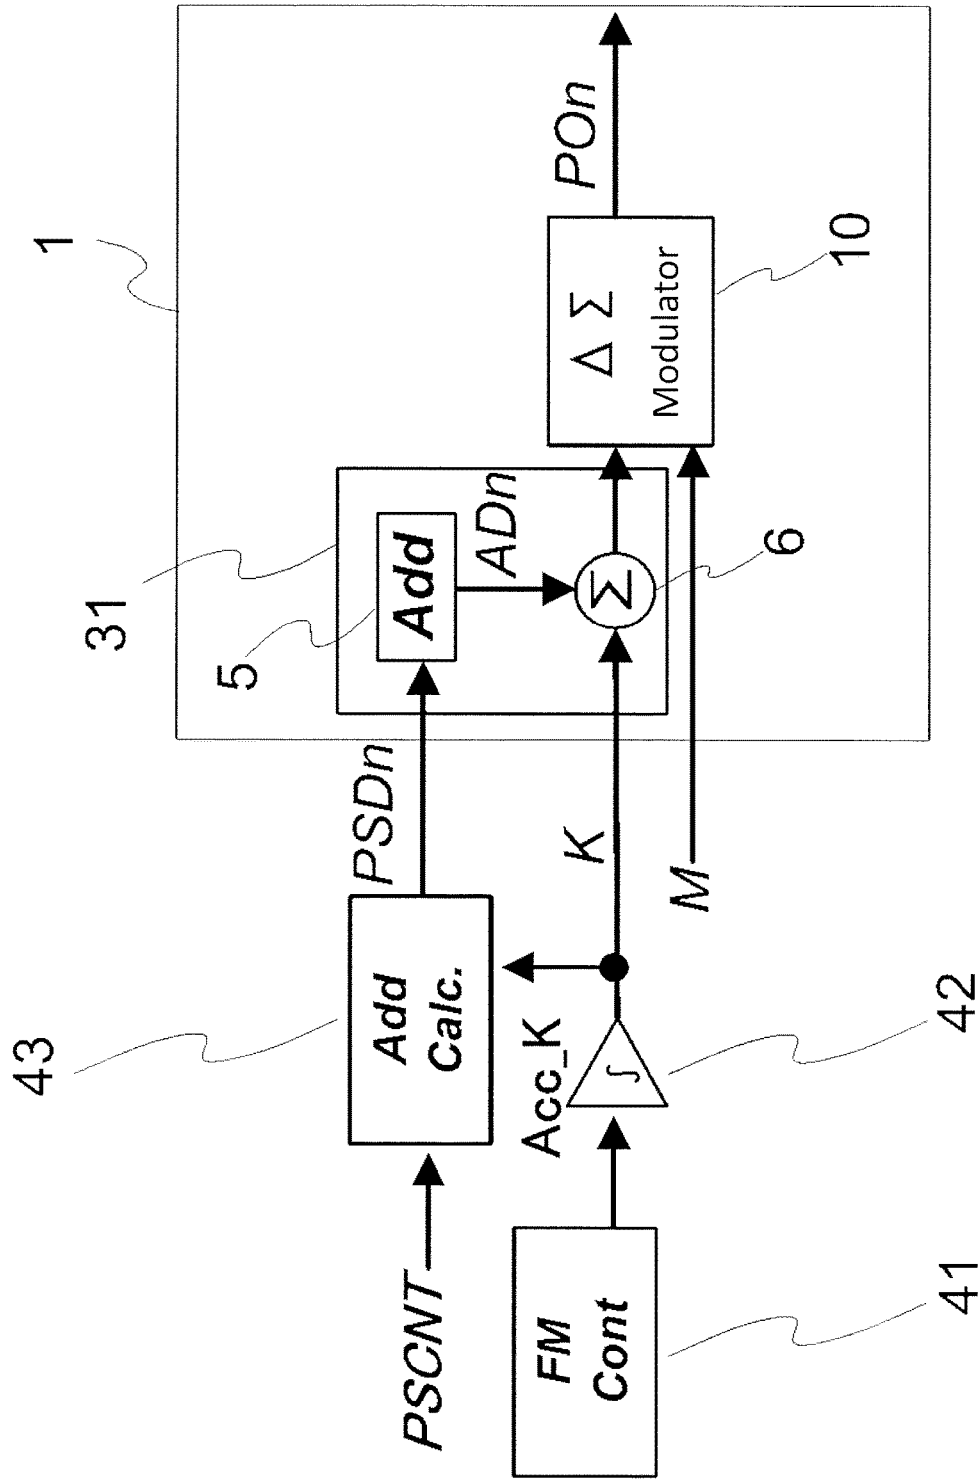 1
31
5
Add
ADn
Σ
6
Δ Σ
Modulator
10
POn
43
PSCNT
Add
Calc.
PSDn
FM
Cont
41
Acc_K
∫
42
K
M